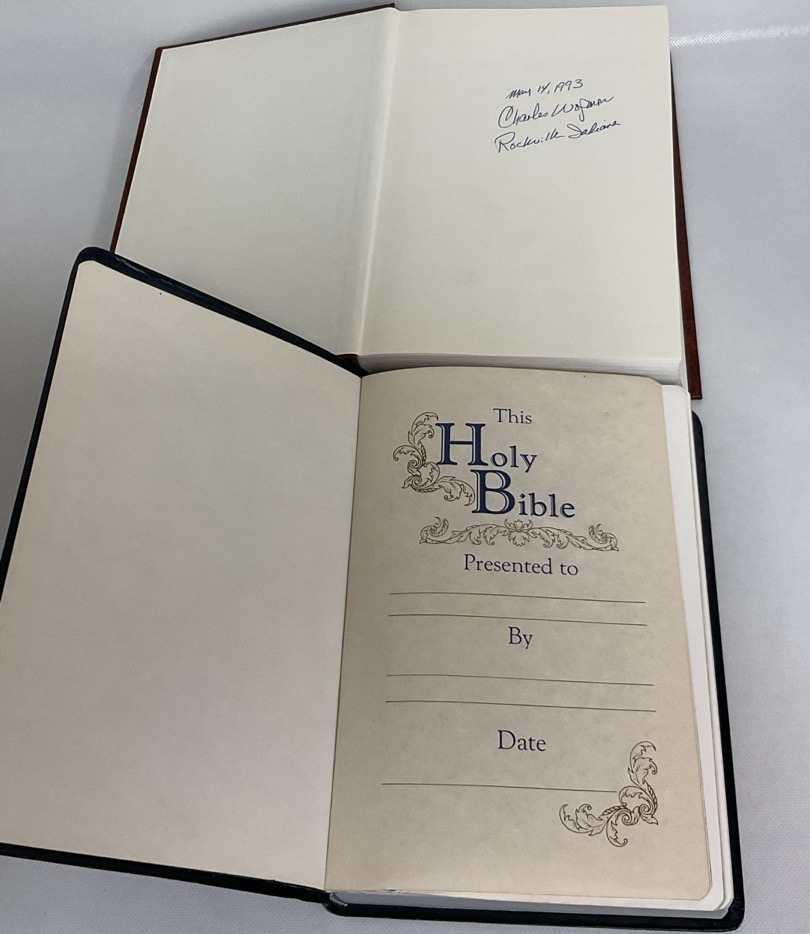 May 14, 1993
Charles
Rockville Indiana
This
Holy
Bible
Presented to
By
Date